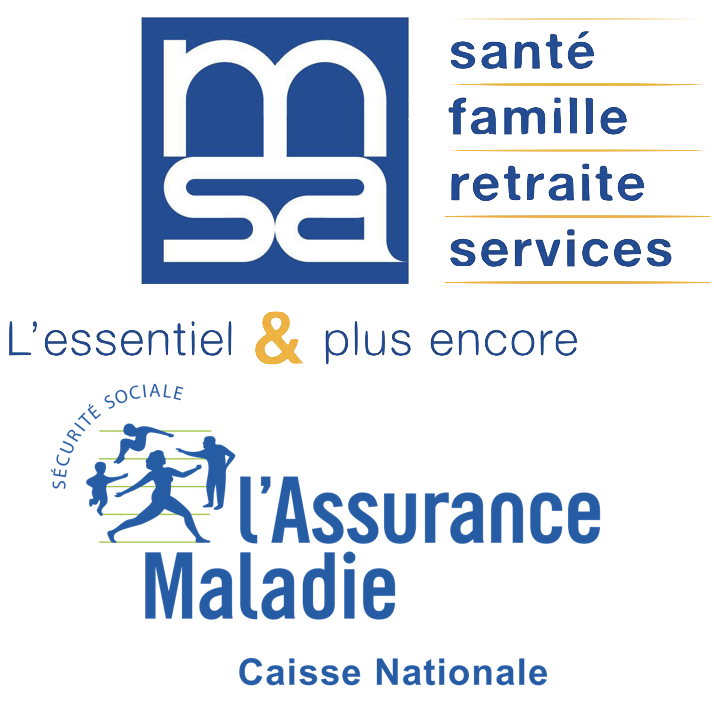 msa
santé
famille
retraite
services
L'essentiel & plus encore
SÉCURITÉ SOCIALE
l'Assurance
Maladie
Caisse Nationale